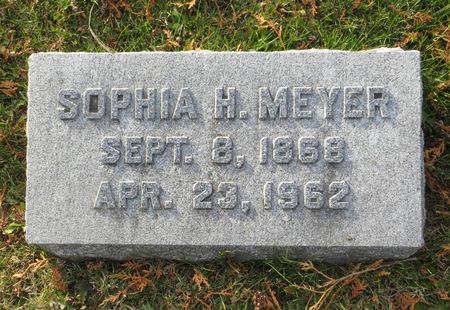 SOPHIA H. MEYER
SEPT. 8, 1868
APR. 23, 1962